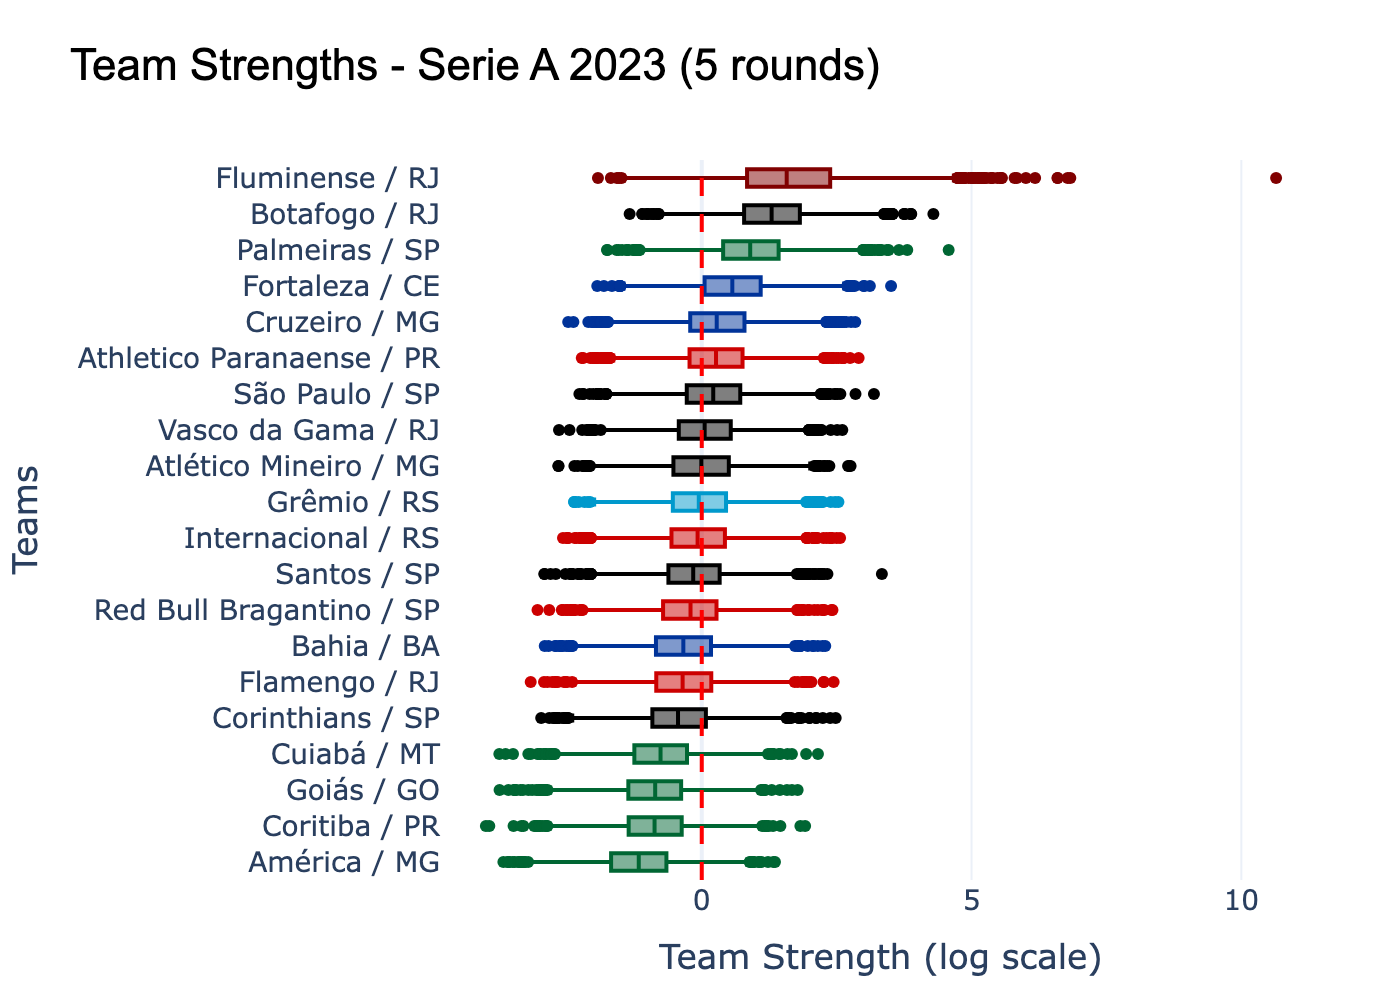 Team Strengths - Serie A 2023 (5 rounds)
Fluminense / RJ
Botafogo / RJ
Palmeiras / SP
Fortaleza / CE
Cruzeiro / MG
Athletico Paranaense / PR
São Paulo / SP
Vasco da Gama / RJ
Atlético Mineiro / MG
Grêmio / RS
Internacional / RS
Santos / SP
Red Bull Bragantino / SP
Bahia / BA
Flamengo / RJ
Corinthians / SP
Cuiabá / MT
Goiás / GO
Coritiba / PR
América / MG
Teams
0 5 10
Team Strength (log scale)